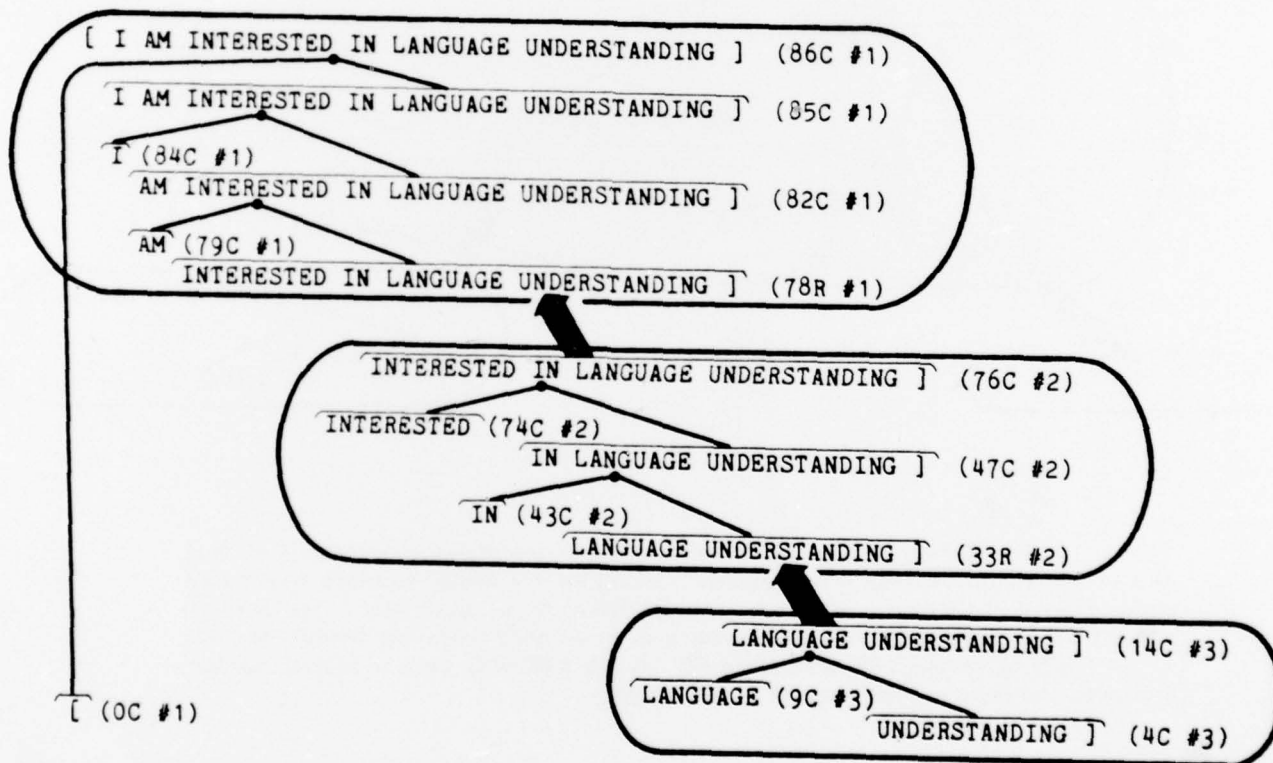 [ I AM INTERESTED IN LANGUAGE UNDERSTANDING ] (86C #1)
I AM INTERESTED IN LANGUAGE UNDERSTANDING ] (85C #1)
I (84C #1)
AM INTERESTED IN LANGUAGE UNDERSTANDING ] (82C #1)
AM (79C #1)
INTERESTED IN LANGUAGE UNDERSTANDING ] (78R #1)
INTERESTED IN LANGUAGE UNDERSTANDING ] (76C #2)
INTERESTED (74C #2)
IN LANGUAGE UNDERSTANDING ] (47C #2)
IN (43C #2)
LANGUAGE UNDERSTANDING ] (33R #2)
LANGUAGE UNDERSTANDING ] (14C #3)
LANGUAGE (9C #3)
[ (0C #1)
UNDERSTANDING ] (4C #3)